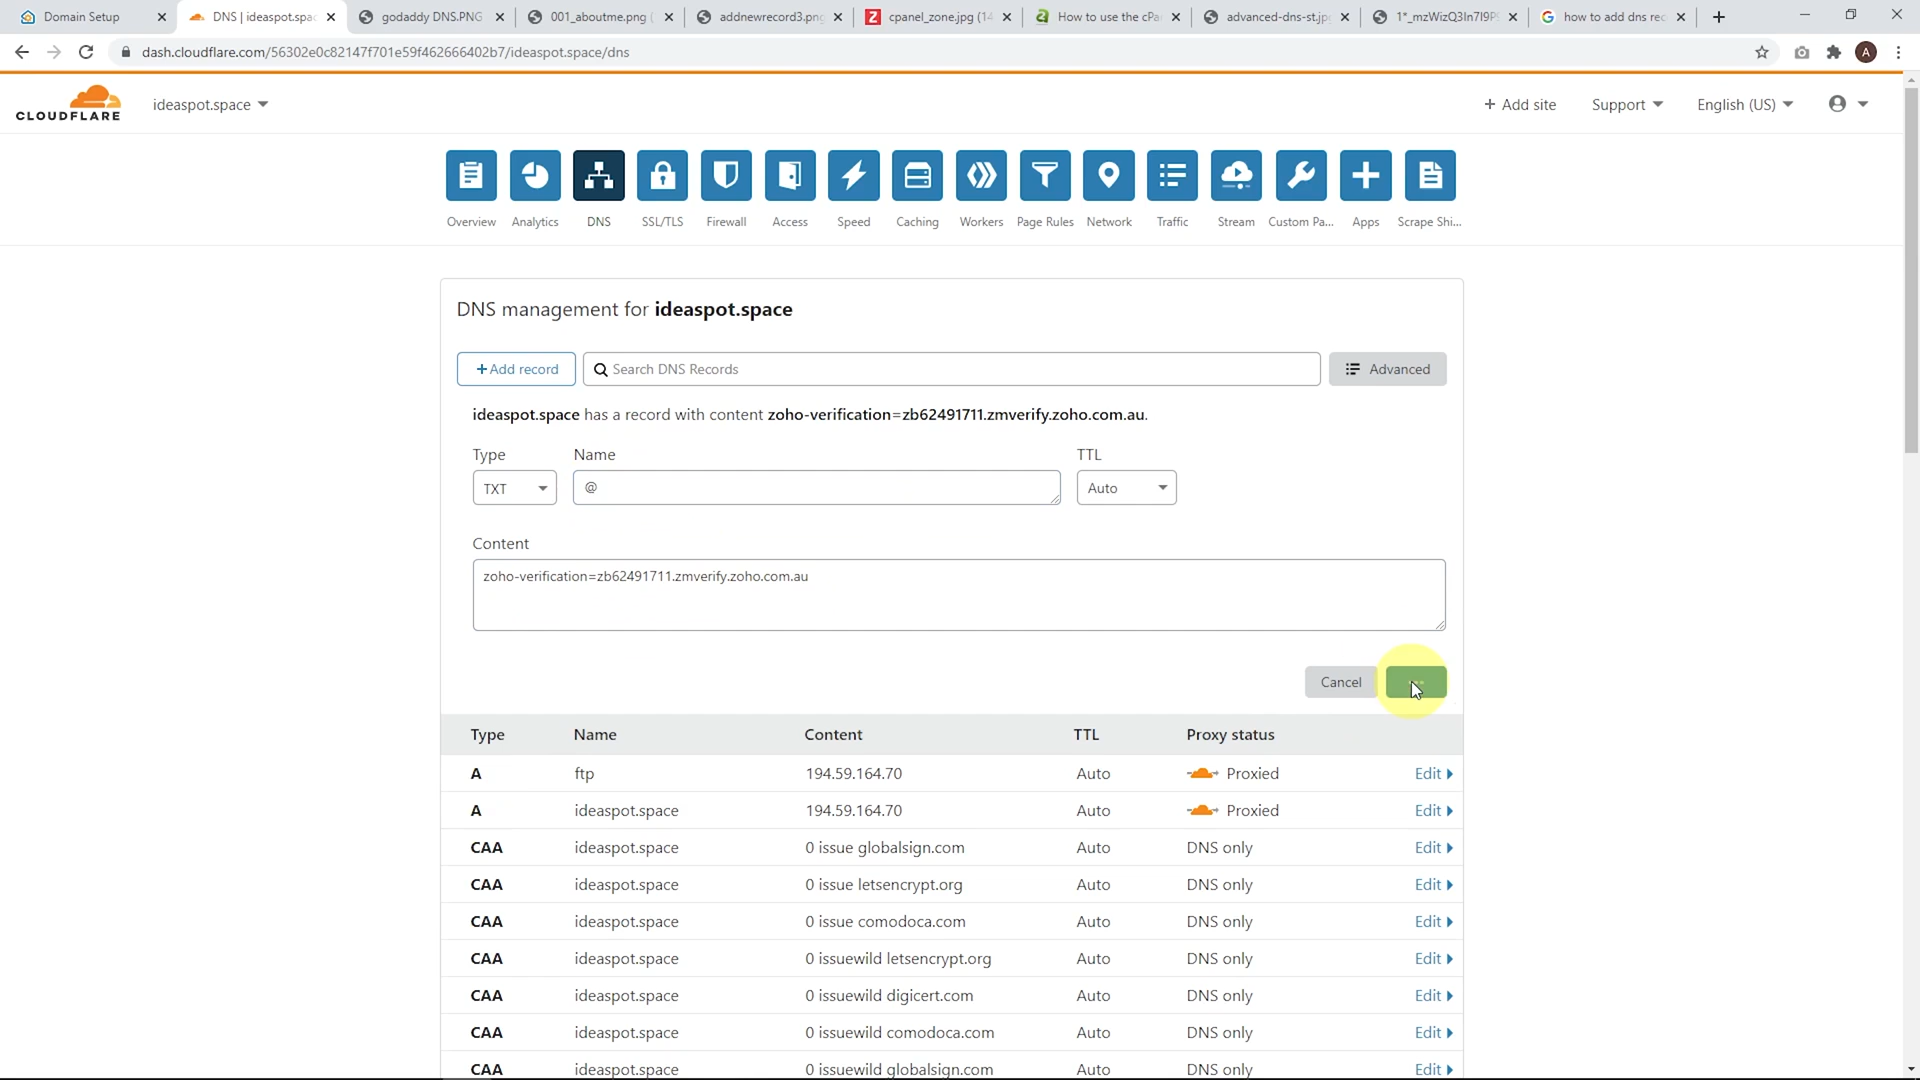 Domain Setup
DNS | ideaspot.spac
godaddy DNS.PNG
001_aboutme.png (
addnewrecord3.png
cpanel_zone.jpg (14
How to use the cPa
advanced-dns-st.jp
how to add dns rec
dash.cloudflare.com/56302e0c82147f701e59f462666402b7/ideaspot.space/dns
A
CLOUDFLARE
ideaspot.space
+ Add site
Support
English (US)
Overview
Analytics
DNS
SSL/TLS
Firewall
Access
Speed
Caching
Workers
Page Rules
Network
Traffic
Stream
Custom Pa...
Apps
Scrape Shi...
DNS management for ideaspot.space
+ Add record
Search DNS Records
Advanced
ideaspot.space has a record with content zoho-verification=zb62491711.zmverify.zoho.com.au.
Type Name TTL
TXT @ Auto
Content
zoho-verification=zb62491711.zmverify.zoho.com.au
Cancel
Type Name Content TTL Proxy status
A ftp 194.59.164.70 Auto Proxied Edit
A ideaspot.space 194.59.164.70 Auto Proxied Edit
CAA ideaspot.space 0 issue globalsign.com Auto DNS only Edit
CAA ideaspot.space 0 issue letsencrypt.org Auto DNS only Edit
CAA ideaspot.space 0 issue comodoca.com Auto DNS only Edit
CAA ideaspot.space 0 issuewild letsencrypt.org Auto DNS only Edit
CAA ideaspot.space 0 issuewild digicert.com Auto DNS only Edit
CAA ideaspot.space 0 issuewild comodoca.com Auto DNS only Edit
CAA ideaspot.space 0 issuewild globalsign.com Auto DNS only Edit